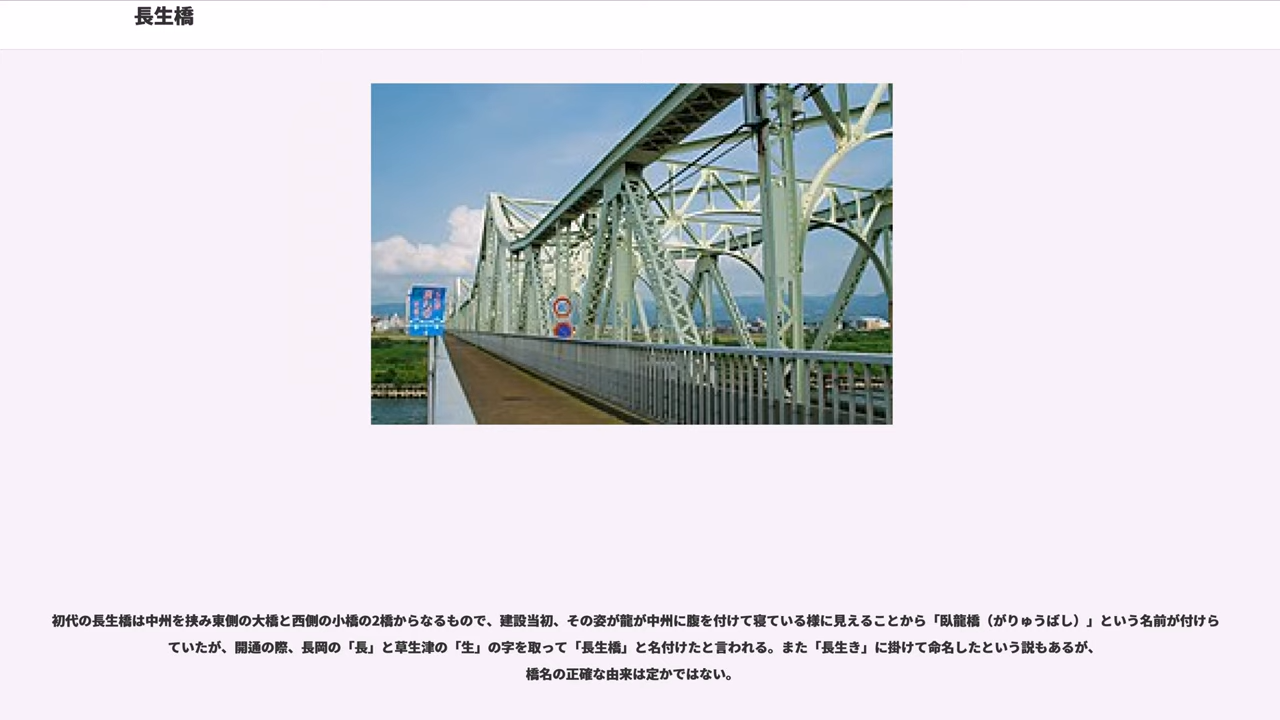 長生橋
初代の長生橋は中州を挟み東側の大橋と西側の小橋の2橋からなるもので、建設当初、その姿が龍が中州に腹を付けて寝ている様に見えることから「臥龍橋（がりゅうばし）」という名前が付けら
ていたが、開通の際、長岡の「長」と草生津の「生」の字を取って「長生橋」と名付けたと言われる。また「長生き」に掛けて命名したという説もあるが、
橋名の正確な由来は定かではない。